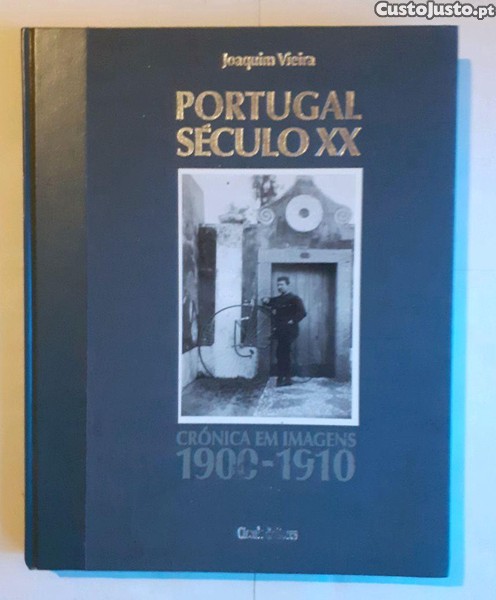 CustoJusto.pt
Joaquim Vieira
PORTUGAL
SÉCULO XX
CRÓNICA EM IMAGENS
1900-1910